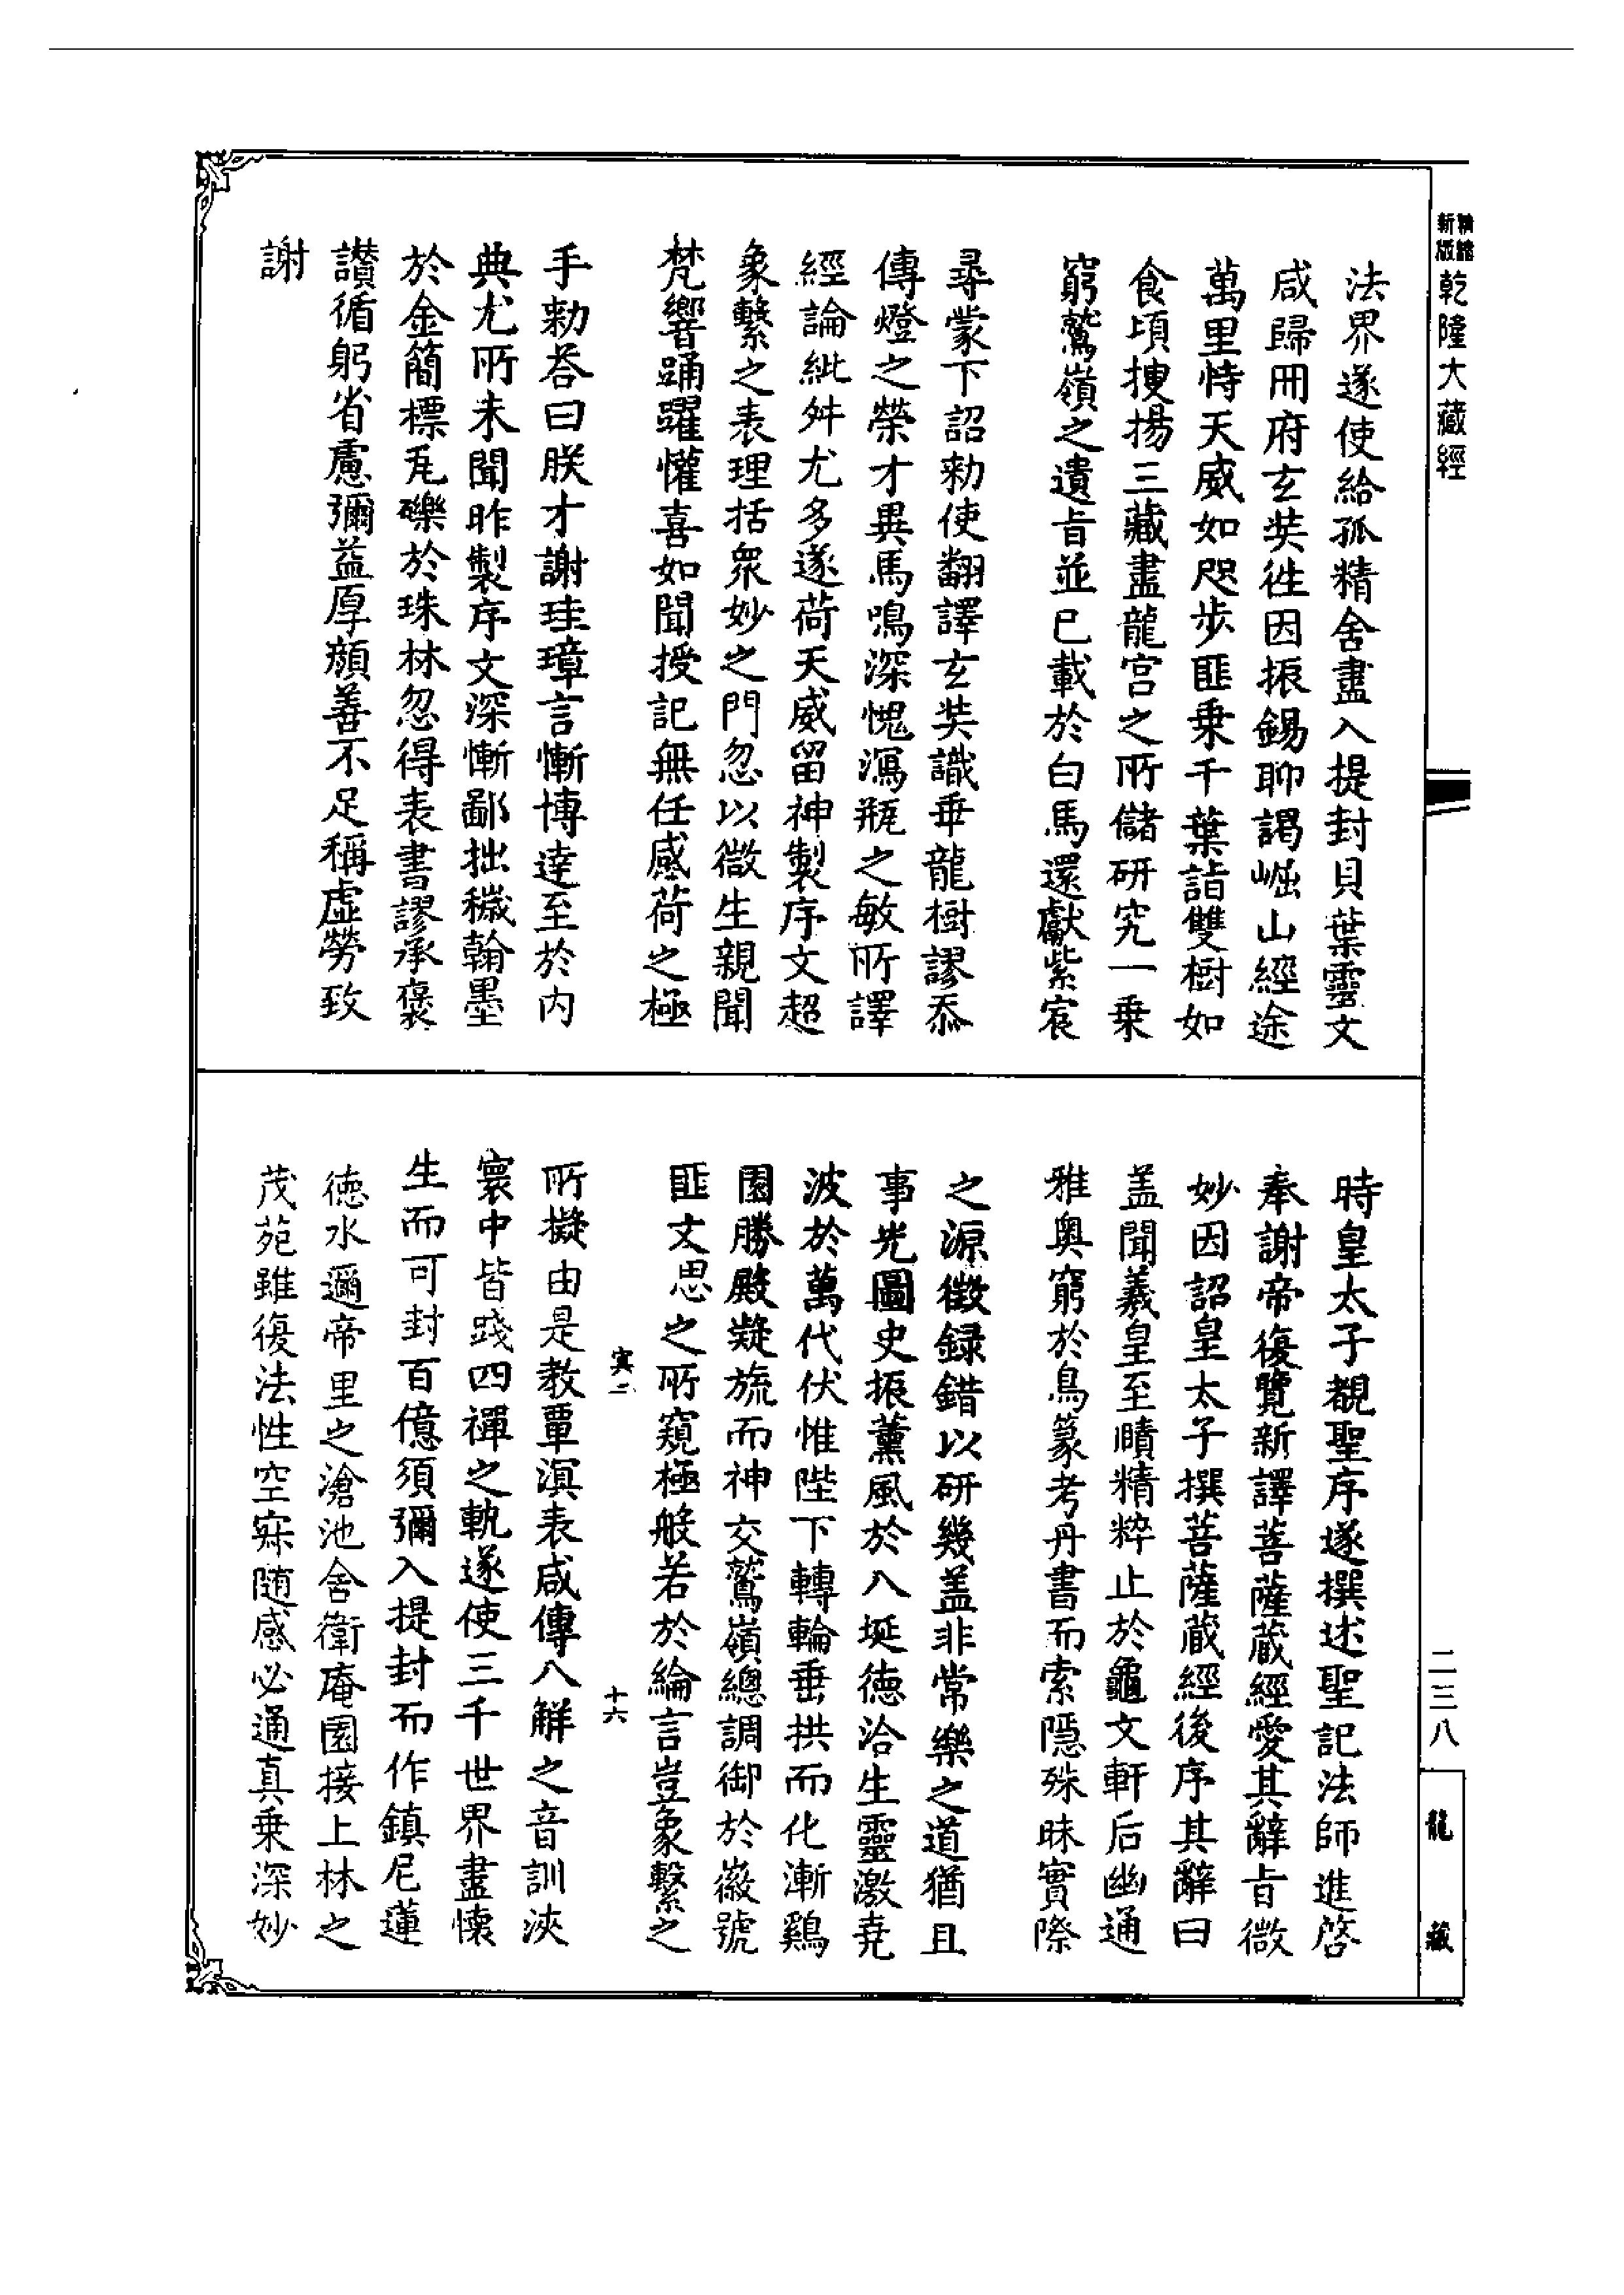 精縮新版
乾隆大藏經
法界遂使給孤精舍盡入提封貝葉靈文
咸歸冊府玄奘往因振錫聊謁崛山經途
萬里恃天威如咫步匪乗千葉詣雙樹如
食頃捜揚三藏盡龍宮之所儲研究一乗
窮鷲嶺之遺旨並已載於白馬還獻紫宸
尋蒙下詔勑使翻譯玄奘識乖龍樹謬忝
傳燈之榮才異馬鳴深愧瀉瓶之敏所譯
經論紕舛尤多遂荷天威留神製序文超
象繫之表理括衆妙之門忽以微生親聞
梵響踊躍懽喜如聞授記無任感荷之極
手勑荅曰朕才謝珪璋言慚博達至於内
典尤所未聞昨製序文深慚鄙拙穢翰墨
於金簡標瓦礫於珠林忽得表書謬承褒
讃循躬省慮彌益厚顏善不足稱虛勞致
謝
時皇太子覩聖序遂撰述聖記法師進啓
奉謝帝復覽新譯菩薩藏經愛其辭旨微
妙因詔皇太子撰菩薩藏經後序其辭曰
盖聞羲皇至賾精粹止於龜文軒后幽通
雅奥窮於鳥篆考丹書而索隱殊昧實際
之源徵録錯以研幾盖非常樂之道猶且
事光圖史振薰風於八埏徳洽生靈激堯
波於萬代伏惟陛下轉輪垂拱而化漸鷄
園勝殿凝旒而神交鷲嶺總調御於徽號
匪文思之所窺極般若於綸言豈象繫之
寅二
十六
所擬由是教覃溟表咸傳八解之音訓浹
寰中皆踐四禪之軌遂使三千世界盡懷
生而可封百億須彌入提封而作鎮尼蓮
徳水邇帝里之滄池舍衛庵園接上林之
茂苑雖復法性空寂随感必通真乗深妙
二三八
龍藏